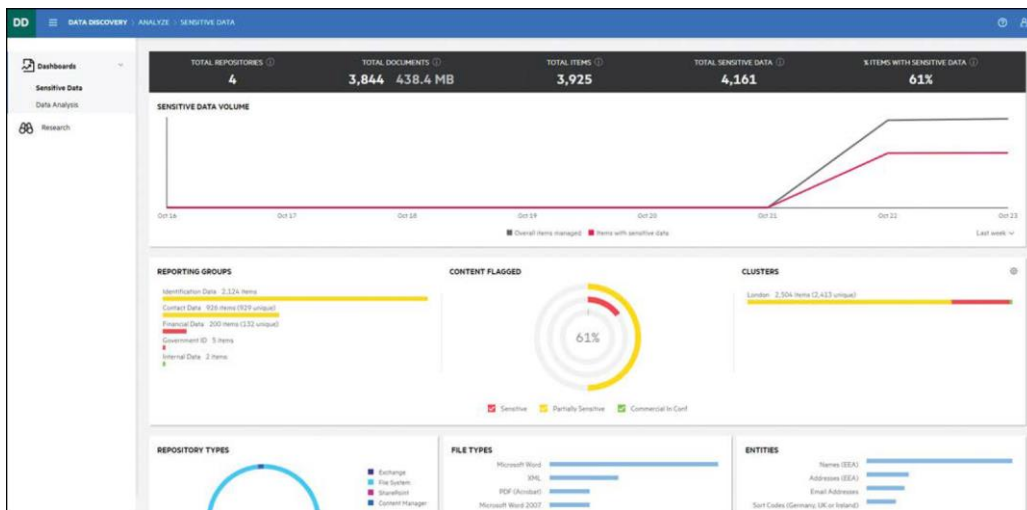 DD DATA DISCOVERY > ANALYZE > SENSITIVE DATA
Dashboards
Sensitive Data
Data Analysis
Research
TOTAL REPOSITORIES
4
TOTAL DOCUMENTS
3,844 438.4 MB
TOTAL ITEMS
3,925
TOTAL SENSITIVE DATA
4,161
% ITEMS WITH SENSITIVE DATA
61%
SENSITIVE DATA VOLUME
Oct 16 Oct 17 Oct 18 Oct 19 Oct 20 Oct 21 Oct 22 Oct 23
Overall items managed Items with sensitive data
Last week
REPORTING GROUPS
Identification Data 2,124 items
Contact Data 926 items (929 unique)
Financial Data 200 items (132 unique)
Government ID 5 items
Internal Data 2 items
CONTENT FLAGGED
61%
Sensitive Partially Sensitive Commercial In Conf
CLUSTERS
London 2,504 items (2,413 unique)
REPOSITORY TYPES
Exchange
File System
SharePoint
Content Manager
FILE TYPES
Microsoft Word
XML
PDF (Acrobat)
Microsoft Word 2007
ENTITIES
Names (EEA)
Addresses (EEA)
Email Addresses
Sort Codes (Germany, UK or Ireland)